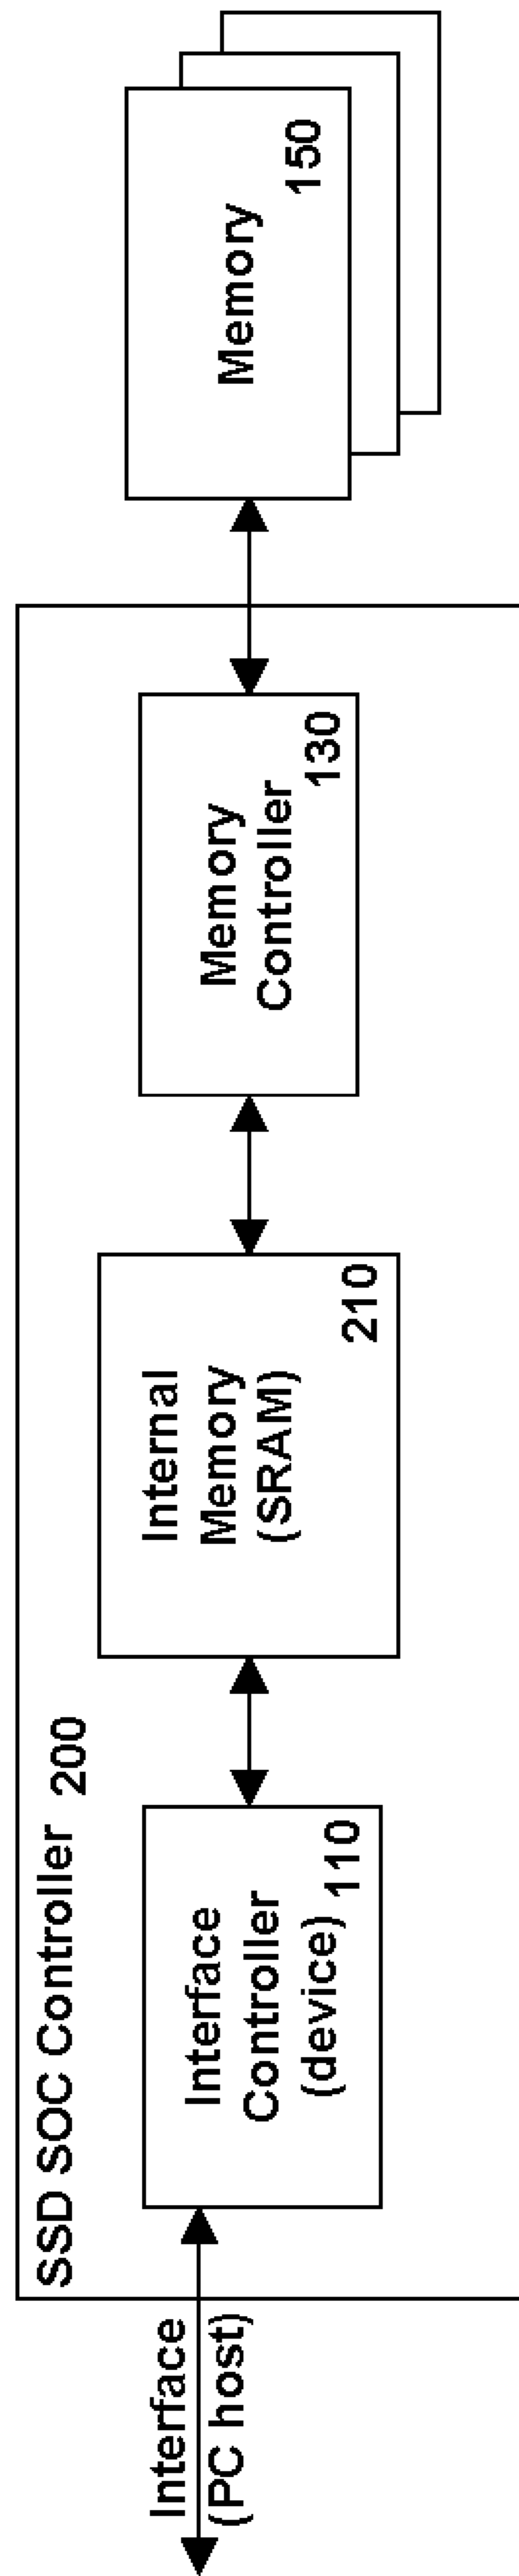 SSD SOC Controller 200
Interface
(PC host)
Interface
Controller
(device)
110
Internal
Memory
(SRAM)
210
Memory
Controller
130
Memory
150